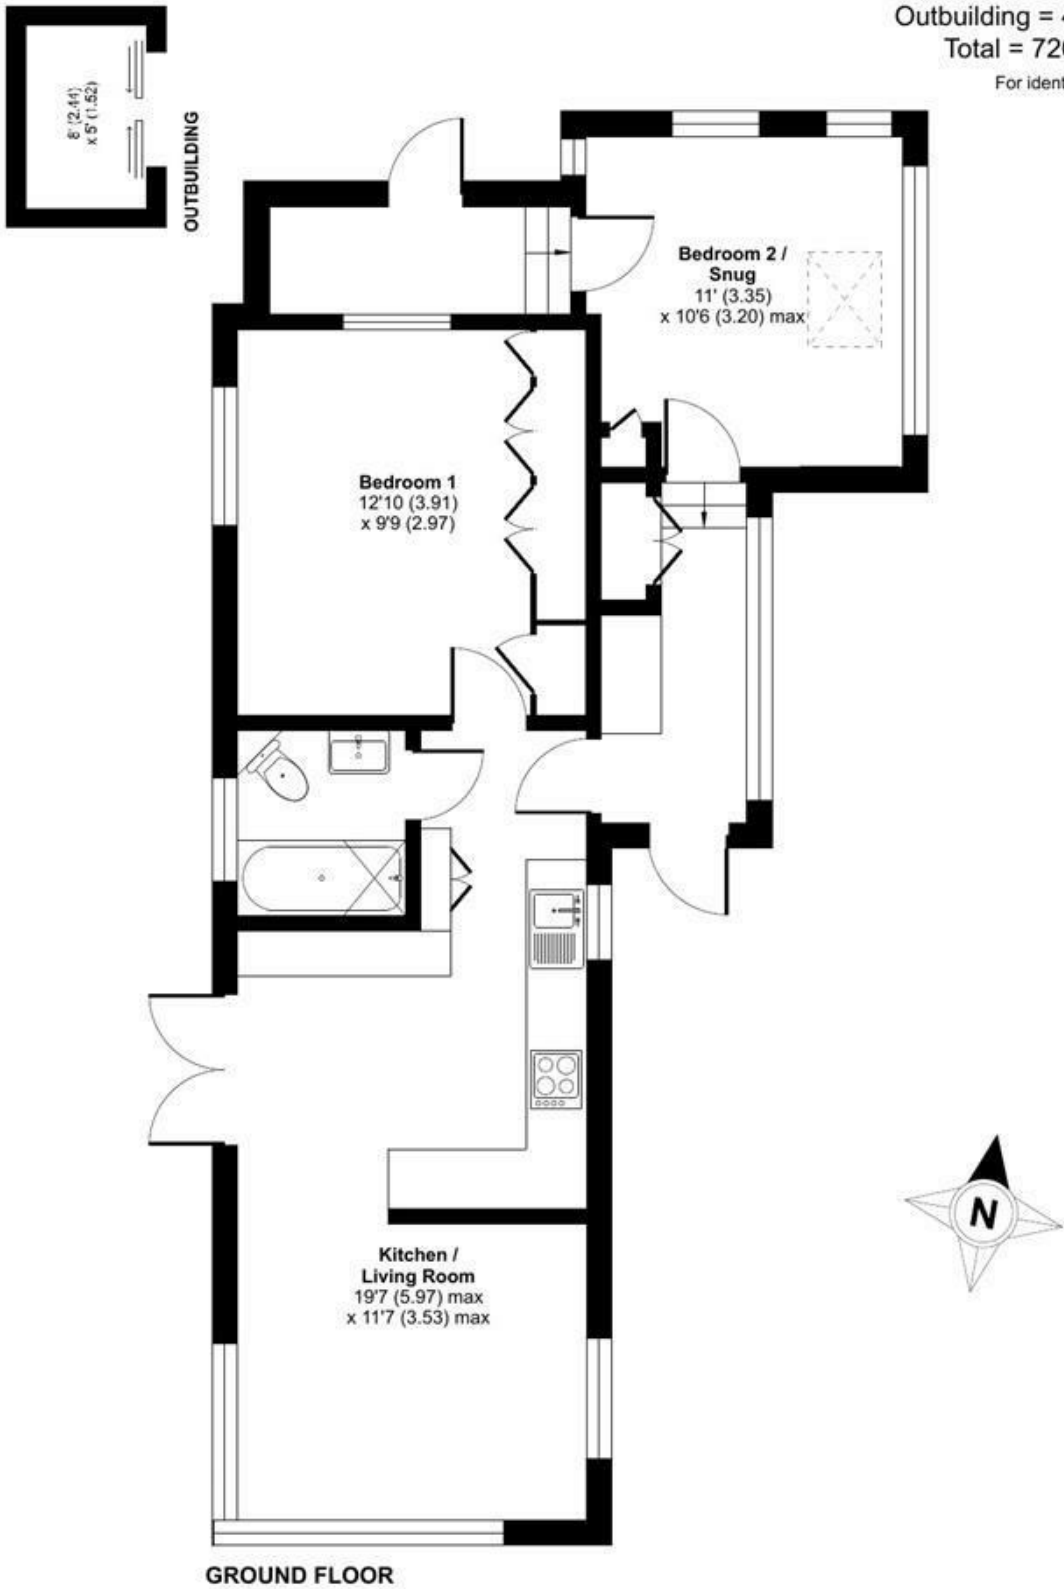 Outbuilding =
Total =
For
8' (2.44)
x 5' (1.52)
OUTBUILDING
Bedroom 2 /
Snug
11' (3.35)
x 10'6 (3.20) max
Bedroom 1
12'10 (3.91)
x 9'9 (2.97)
Kitchen /
Living Room
19'7 (5.97) max
x 11'7 (3.53) max
N
GROUND FLOOR